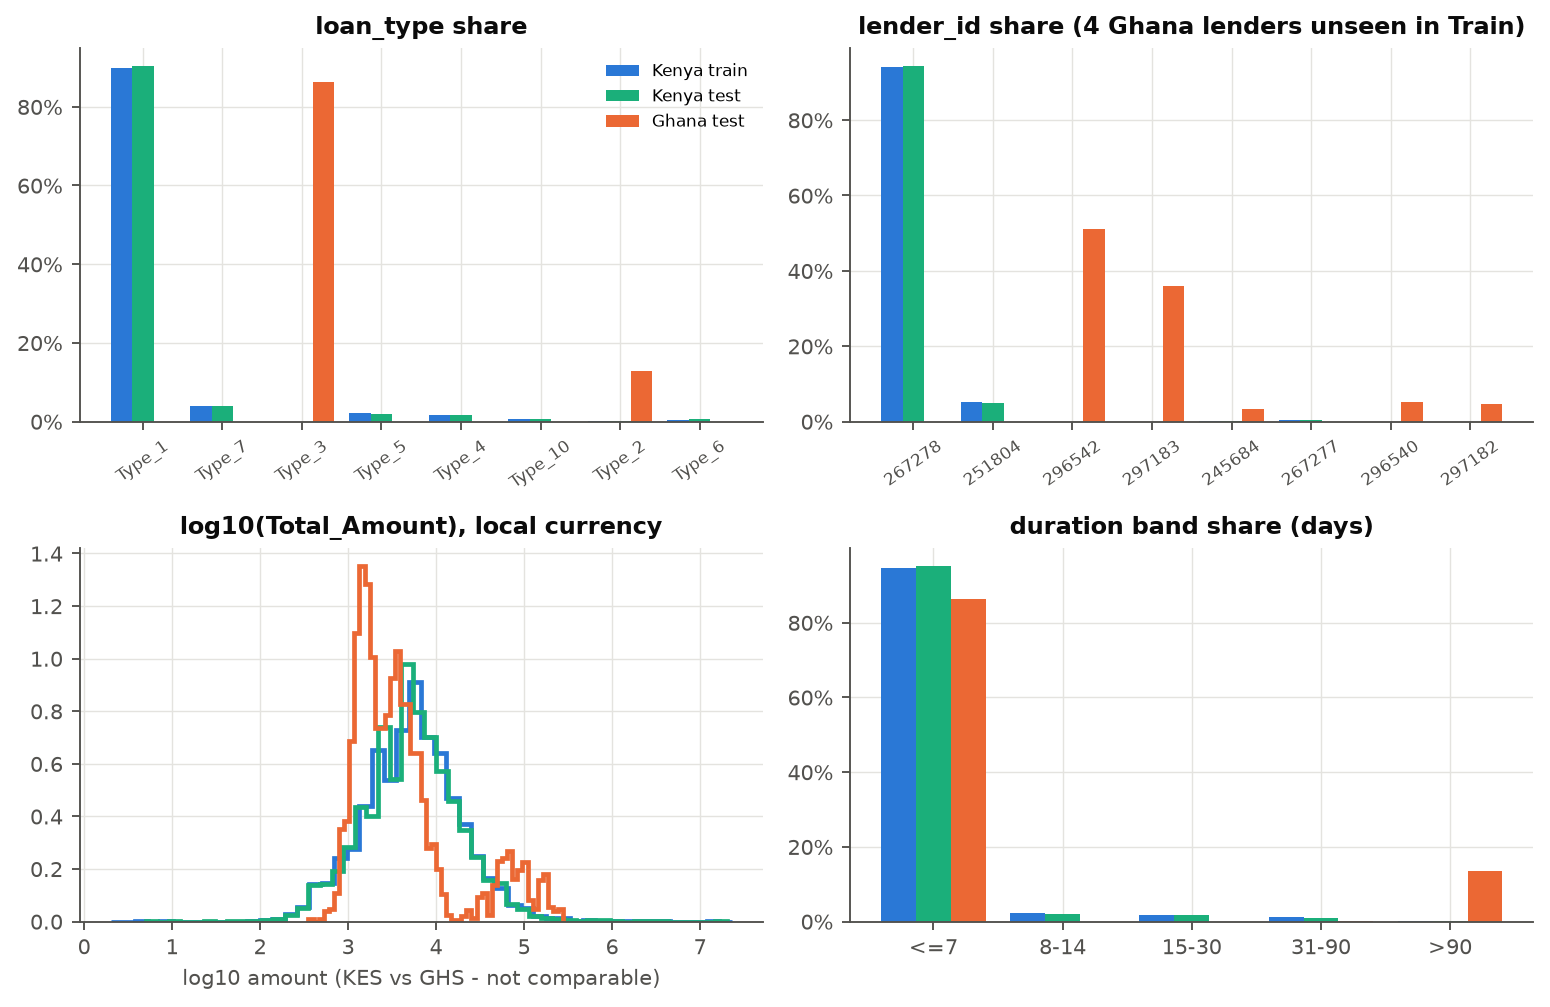 loan_type share
Kenya train
Kenya test
Ghana test
80%
60%
40%
20%
0%
Type_1
Type_7
Type_3
Type_5
Type_4
Type_10
Type_2
Type_6
lender_id share (4 Ghana lenders unseen in Train)
80%
60%
40%
20%
0%
267278
251804
296542
297183
245684
267277
296540
297182
log10(Total_Amount), local currency
1.4
1.2
1.0
0.8
0.6
0.4
0.2
0.0
0 1 2 3 4 5 6 7
log10 amount (KES vs GHS - not comparable)
duration band share (days)
80%
60%
40%
20%
0%
<=7
8-14
15-30
31-90
>90